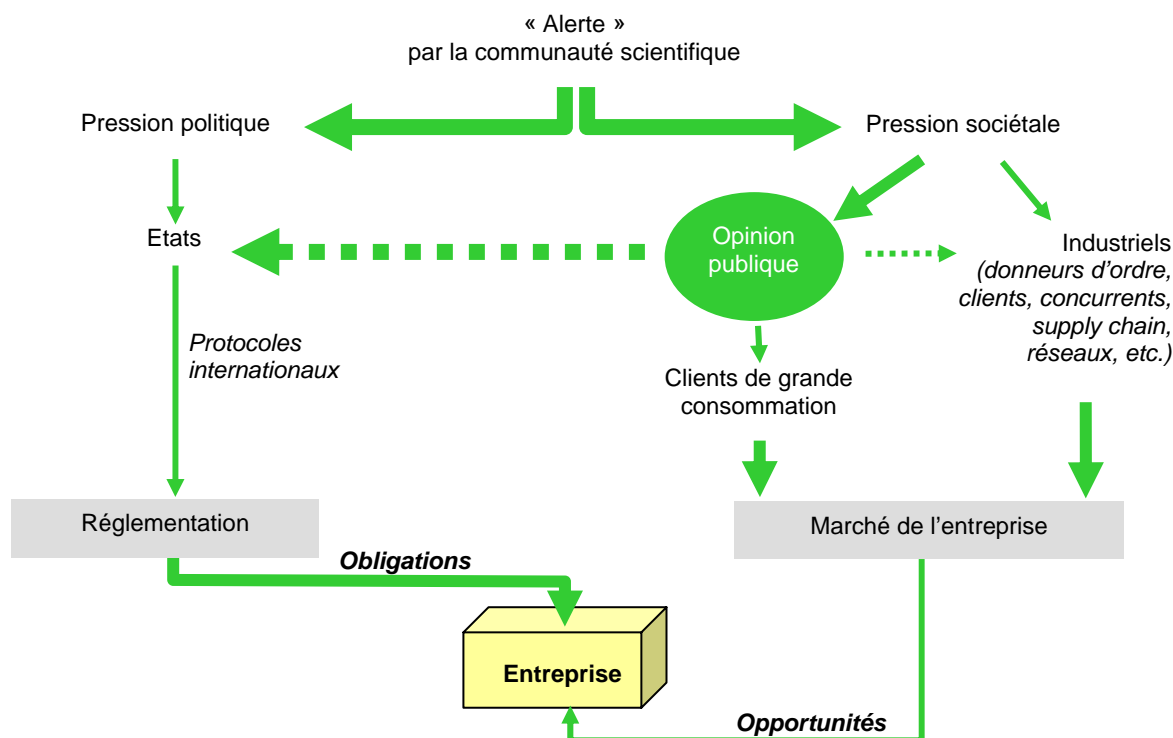 « Alerte »
par la communauté scientifique
Pression politique
Pression sociétale
Etats
Opinion
publique
Industriels
(donneurs d’ordre,
clients, concurrents,
supply chain,
réseaux, etc.)
Protocoles
internationaux
Clients de grande
consommation
Réglementation
Marché de l’entreprise
Obligations
Entreprise
Opportunités